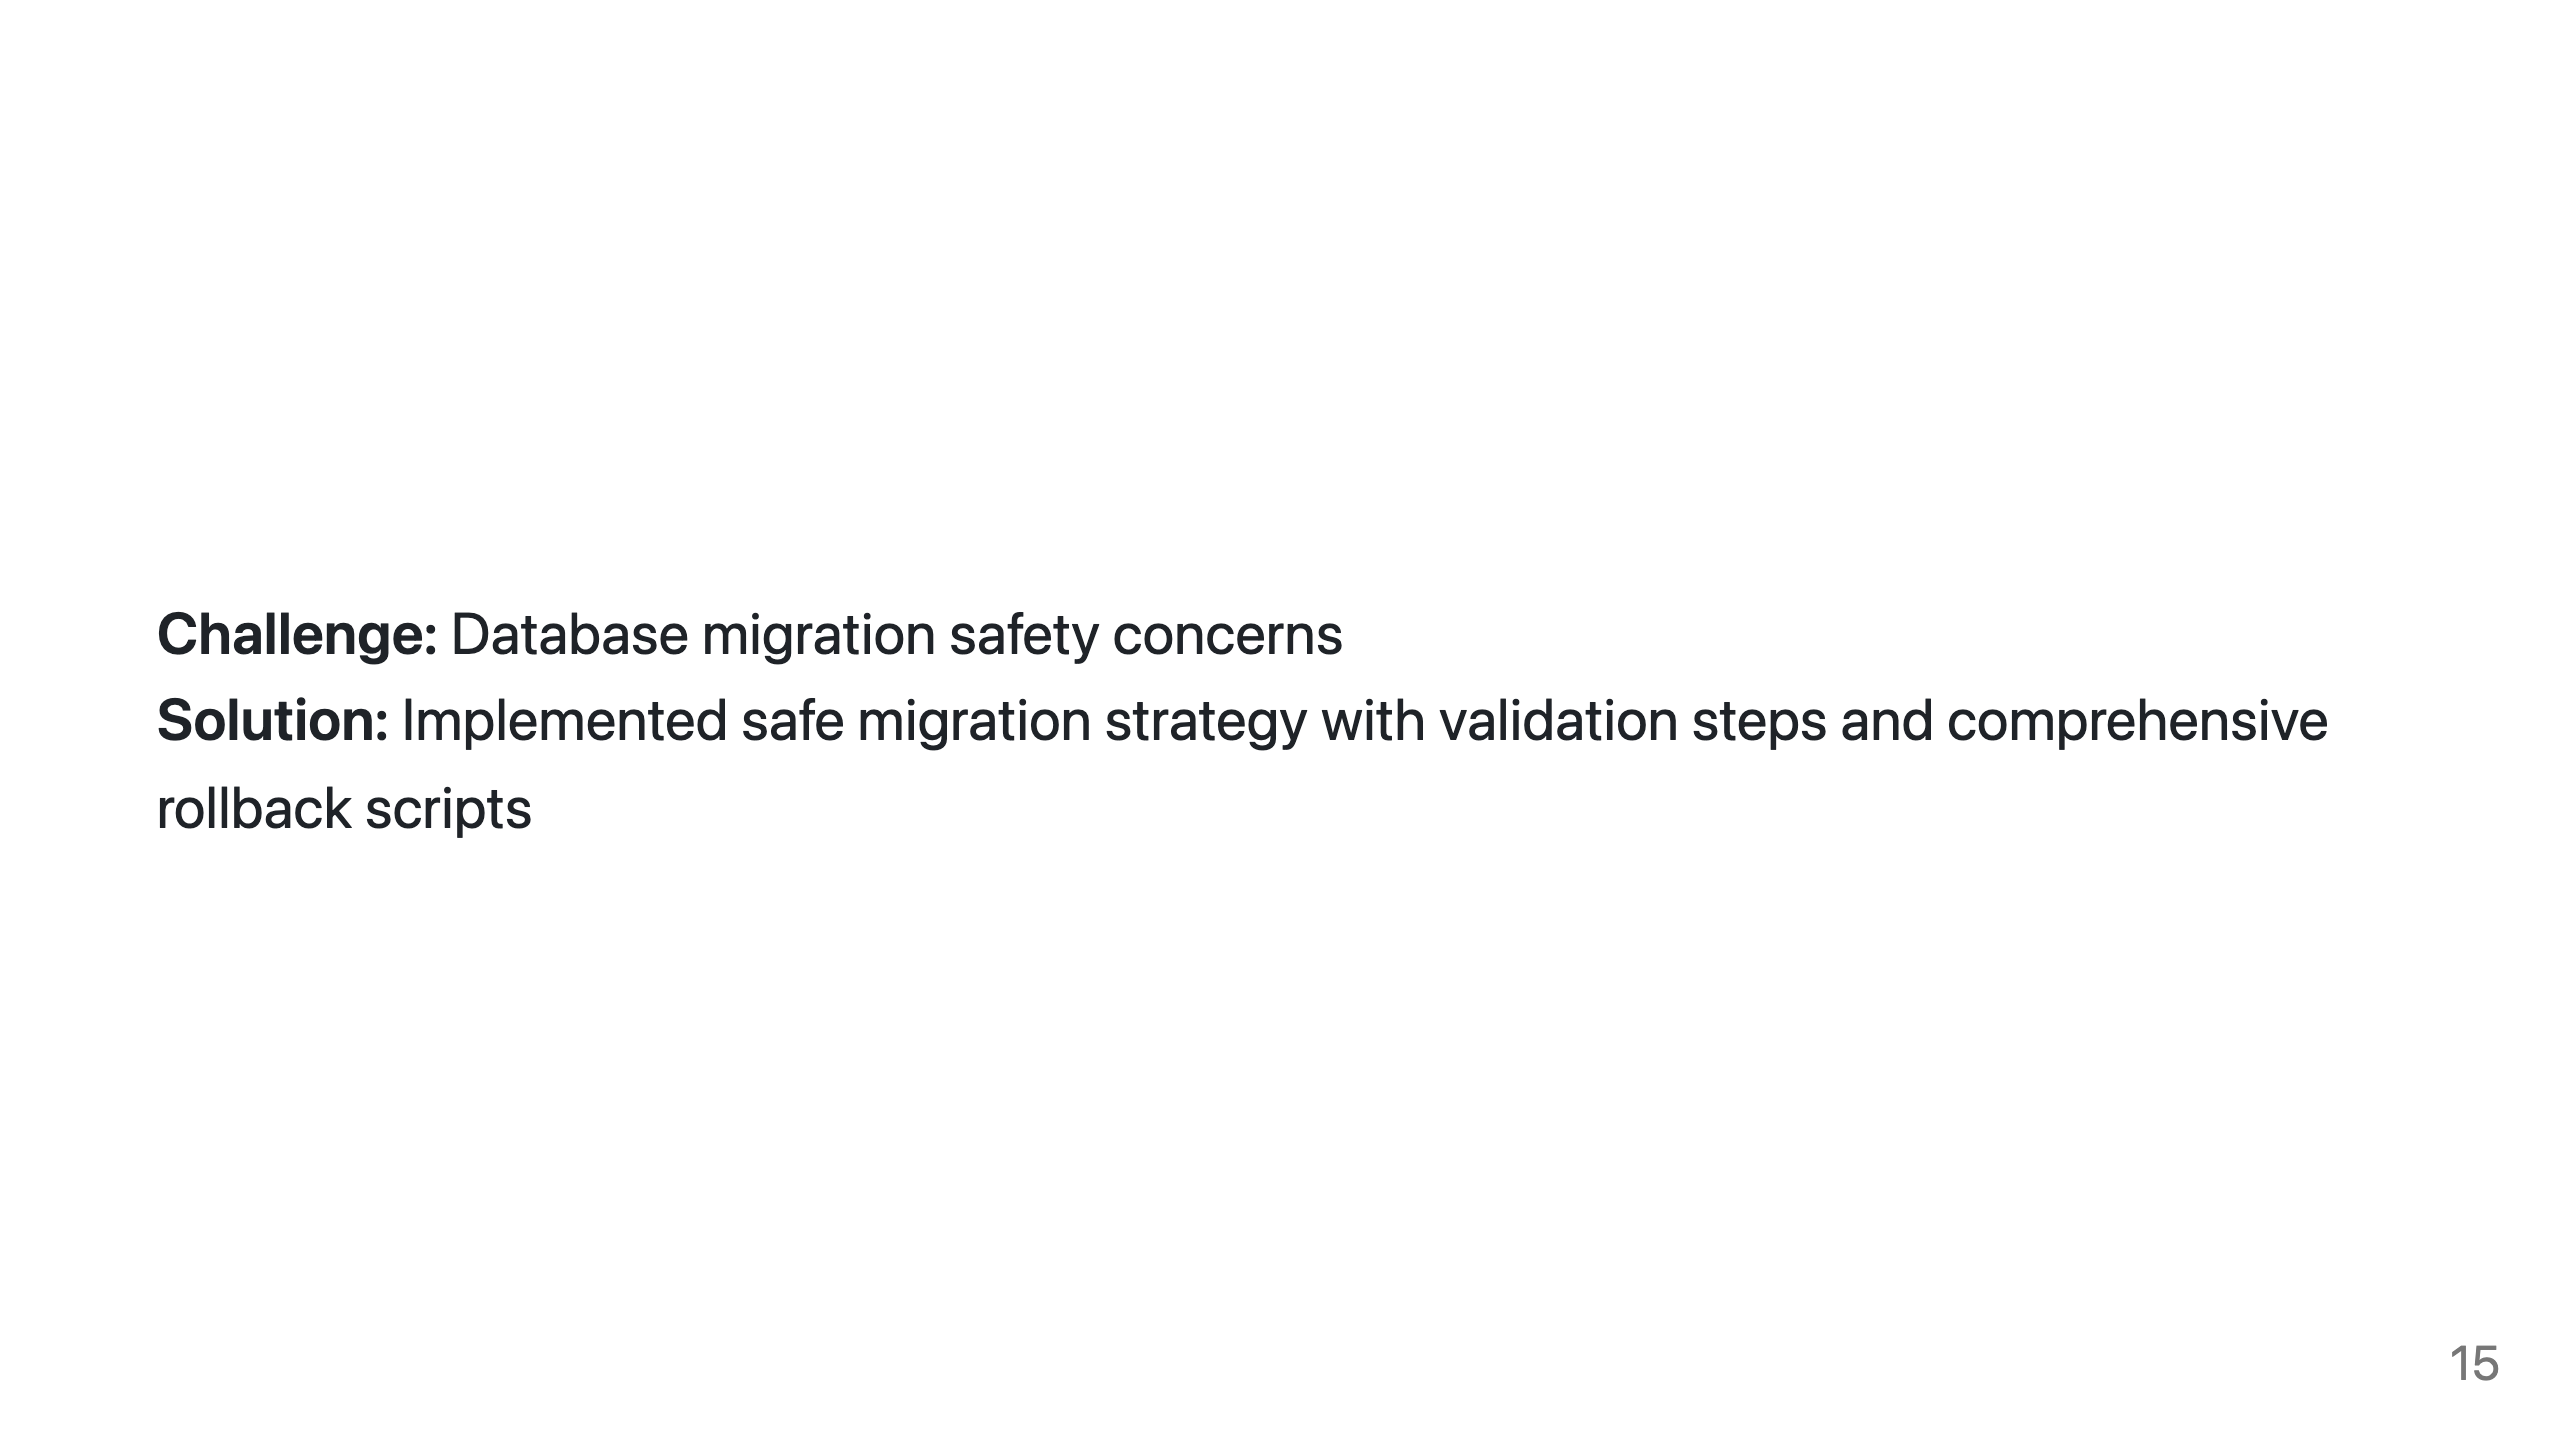 Challenge: Database migration safety concerns
Solution: Implemented safe migration strategy with validation steps and comprehensive
rollback scripts
15